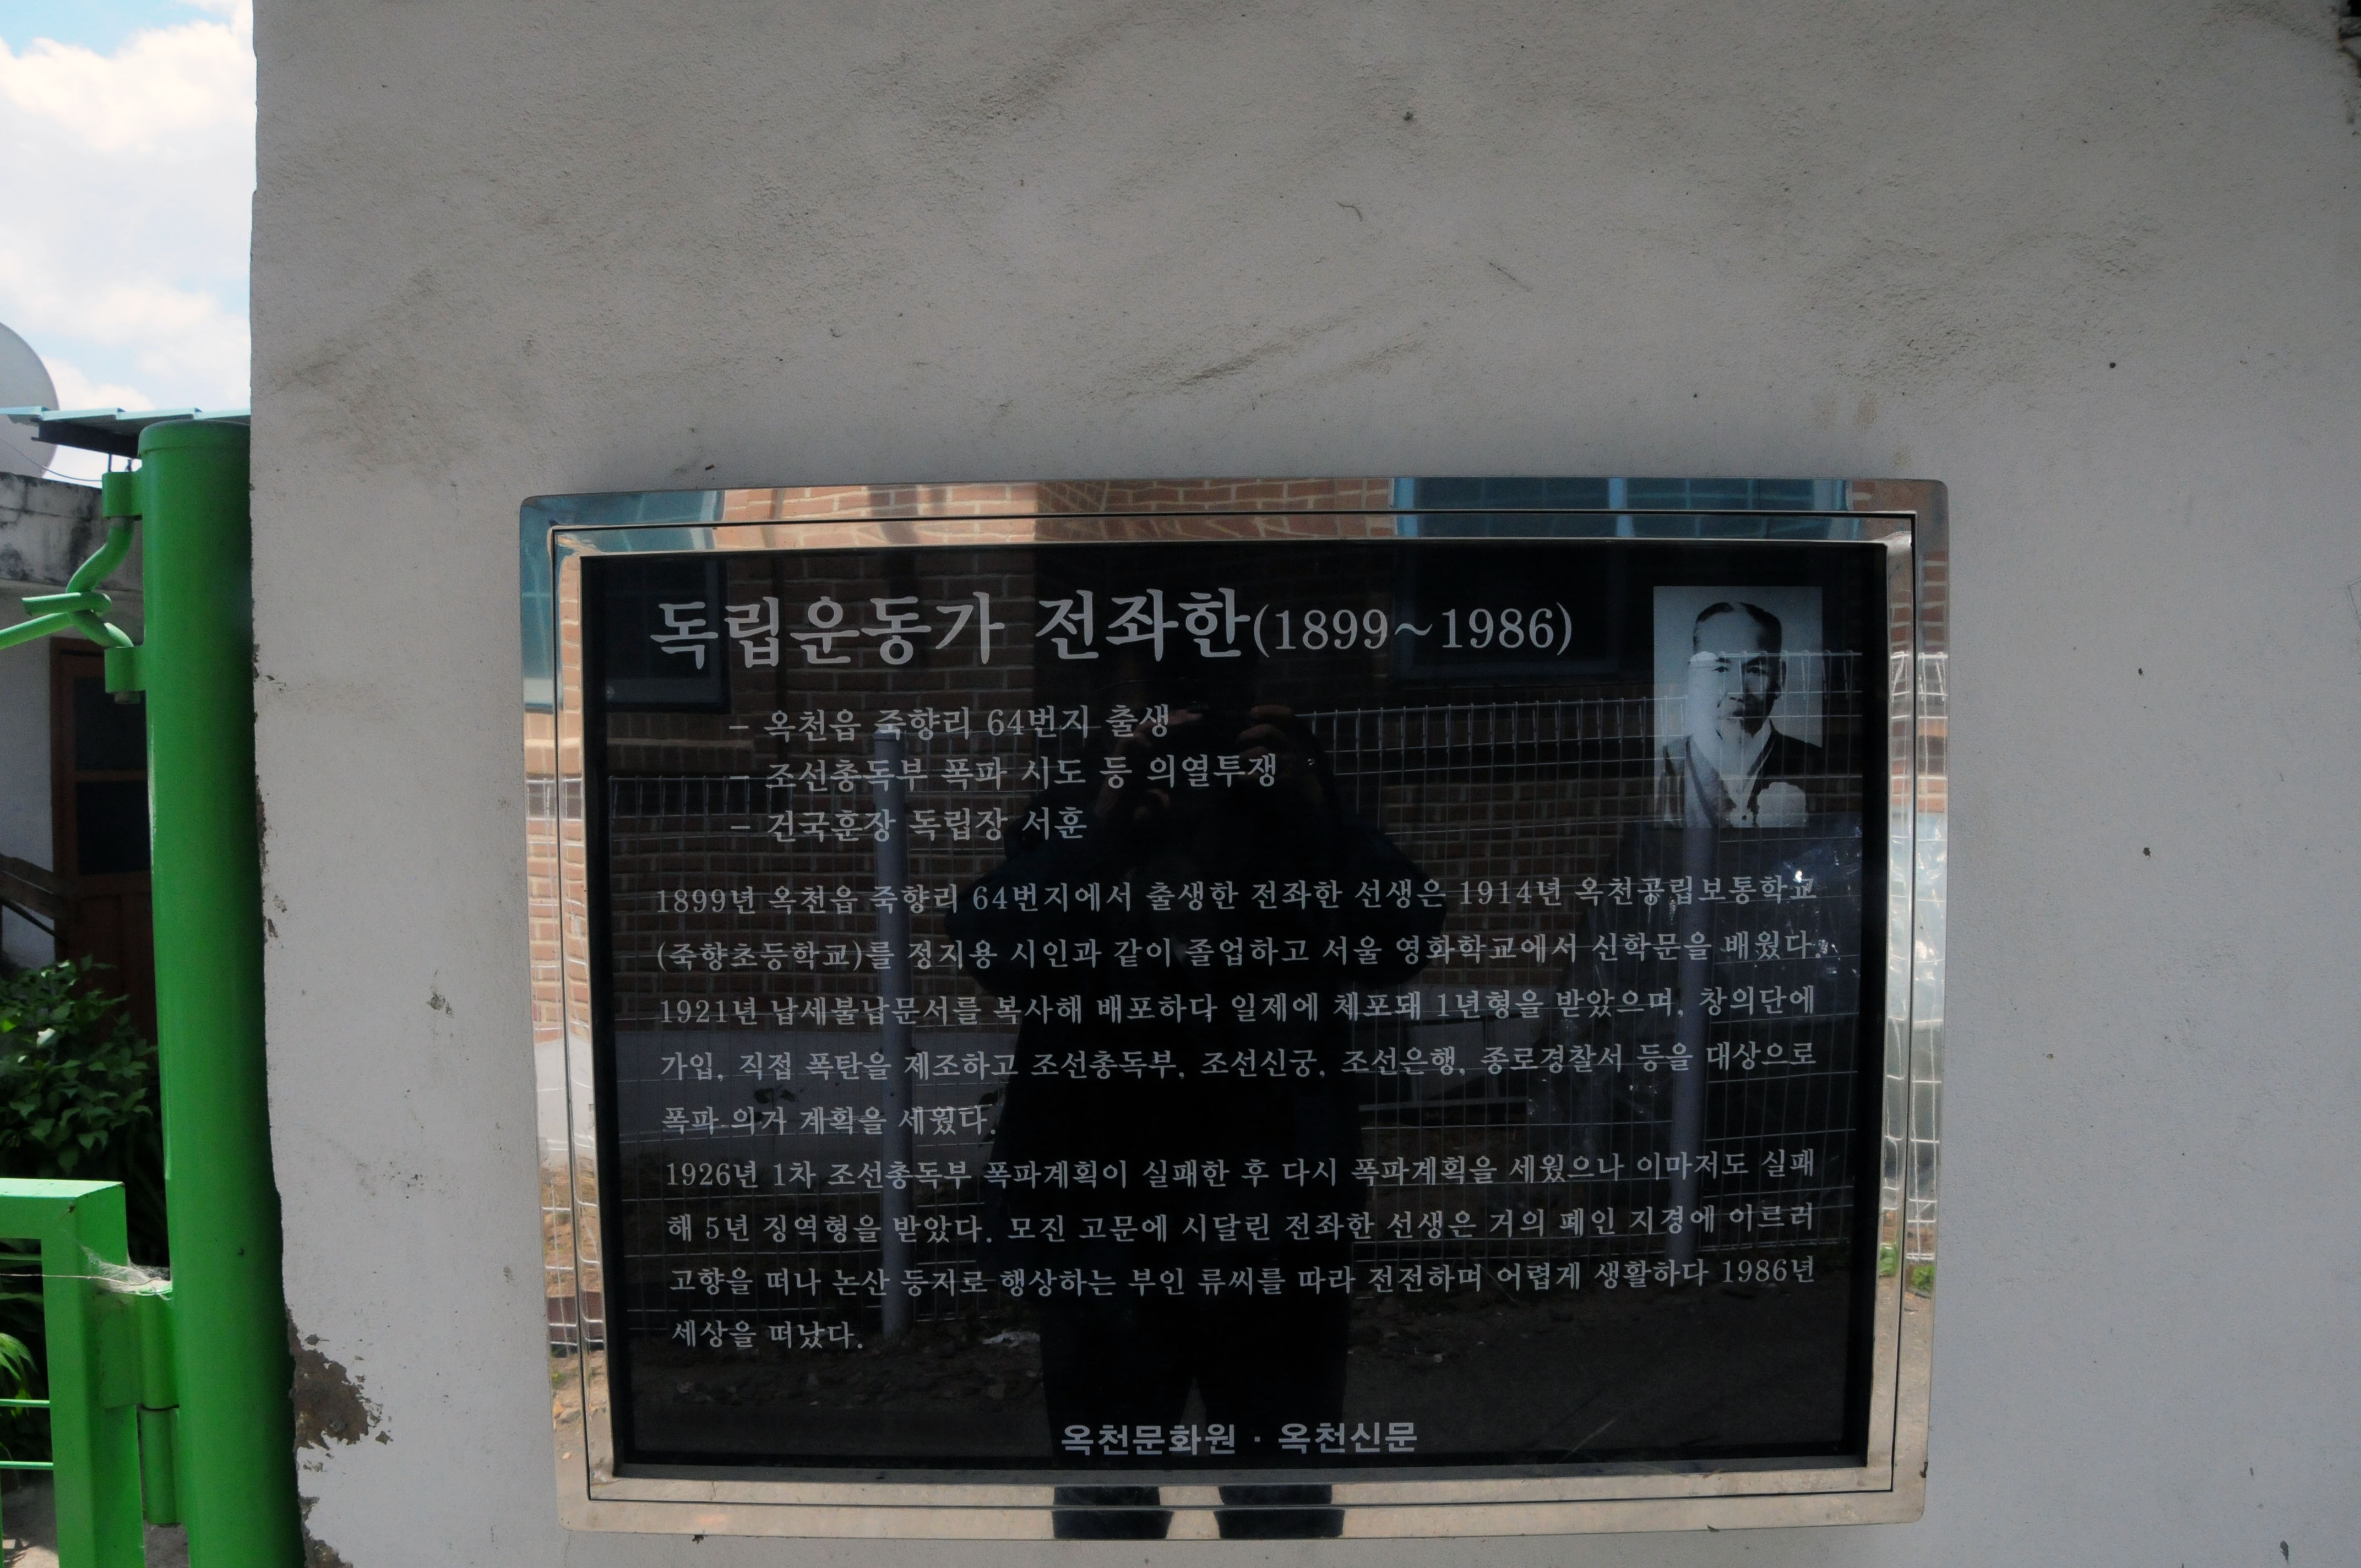 독립운동가 전좌한(1899~1986)
- 옥천읍 죽향리 64번지 출생
- 조선총독부 폭파 시도 등 의열투쟁
- 건국훈장 독립장 서훈
1899년 옥천읍 죽향리 64번지에서 출생한 전좌한 선생은 1914년 옥천공립보통학교
(죽향초등학교)를 정지용 시인과 같이 졸업하고 서울 영화학교에서 신학문을 배웠다.
1921년 납세불납문서를 복사해 배포하다 일제에 체포돼 1년형을 받았으며, 창의단에
가입, 직접 폭탄을 제조하고 조선총독부, 조선신궁, 조선은행, 종로경찰서 등을 대상으로
폭파 의거 계획을 세웠다.
1926년 1차 조선총독부 폭파계획이 실패한 후 다시 폭파계획을 세웠으나 이마저도 실패
해 5년 징역형을 받았다. 모진 고문에 시달린 전좌한 선생은 거의 폐인 지경에 이르러
고향을 떠나 논산 등지로 행상하는 부인 류씨를 따라 전전하며 어렵게 생활하다 1986년
세상을 떠났다.
옥천문화원 · 옥천신문